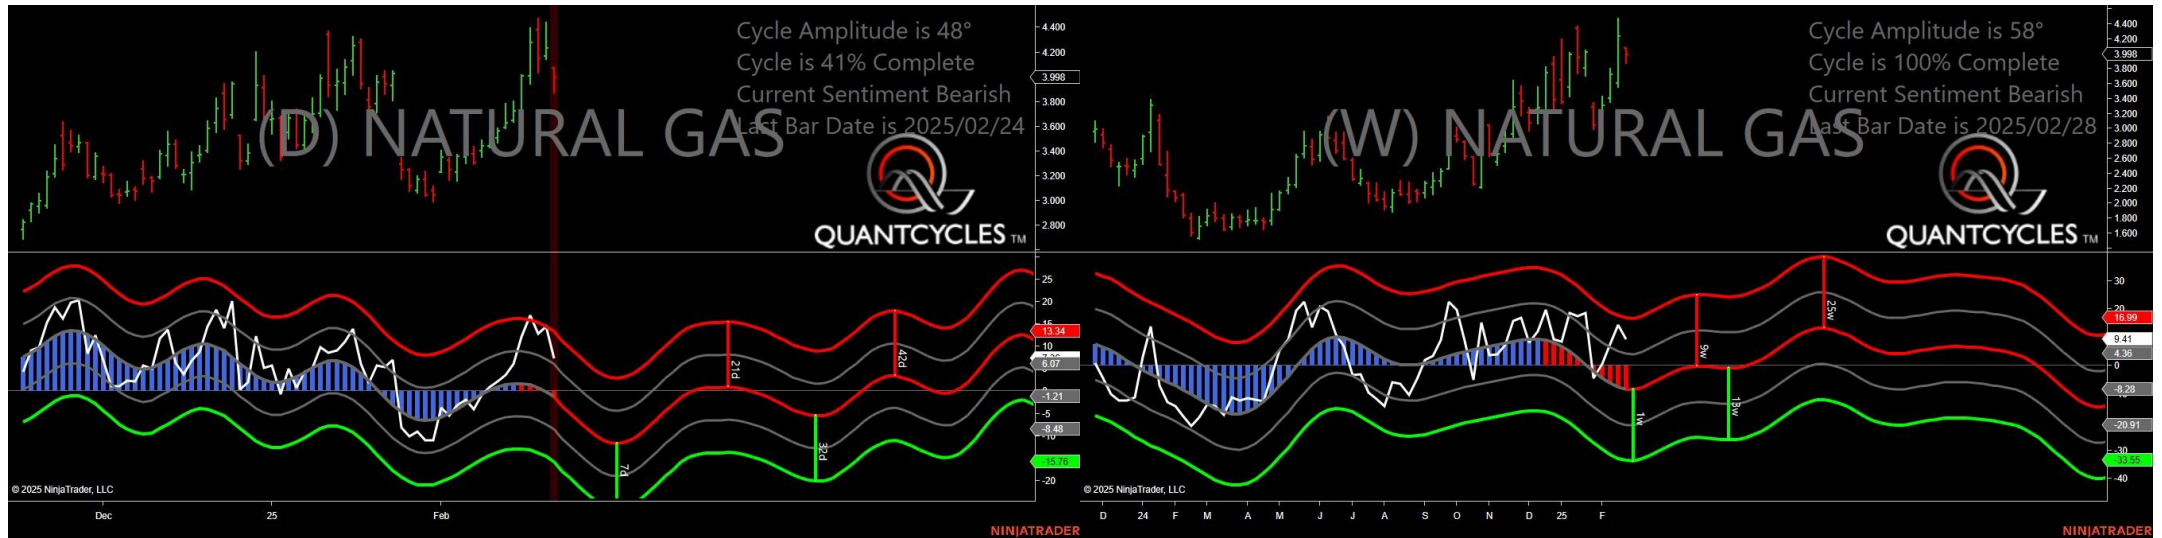 Cycle Amplitude is 48°
Cycle is 41% Complete
Current Sentiment Bearish
Last Bar Date is 2025/02/24
(D) NATURAL GAS
QUANTCYCLES TM
4.400
4.200
3.998
3.800
3.600
3.400
3.200
3.000
2.800
25
20
15
13.34
10
6.07
0
-1.21
-5
-8.48
-10
-15.76
-20
7d
21d
32d
42d
© 2025 NinjaTrader, LLC
Dec
25
Feb
NINJATRADER
Cycle Amplitude is 58°
Cycle is 100% Complete
Current Sentiment Bearish
Last Bar Date is 2025/02/28
(W) NATURAL GAS
QUANTCYCLES TM
4.400
4.200
3.998
3.800
3.600
3.400
3.200
3.000
2.800
2.600
2.400
2.200
2.000
1.800
1.600
30
20
16.99
9.41
4.36
0
-8.28
-20.91
-30
-33.55
-40
1w
9w
13w
25w
© 2025 NinjaTrader, LLC
D
24
F
M
A
M
J
J
A
S
O
N
D
25
F
NINJATRADER